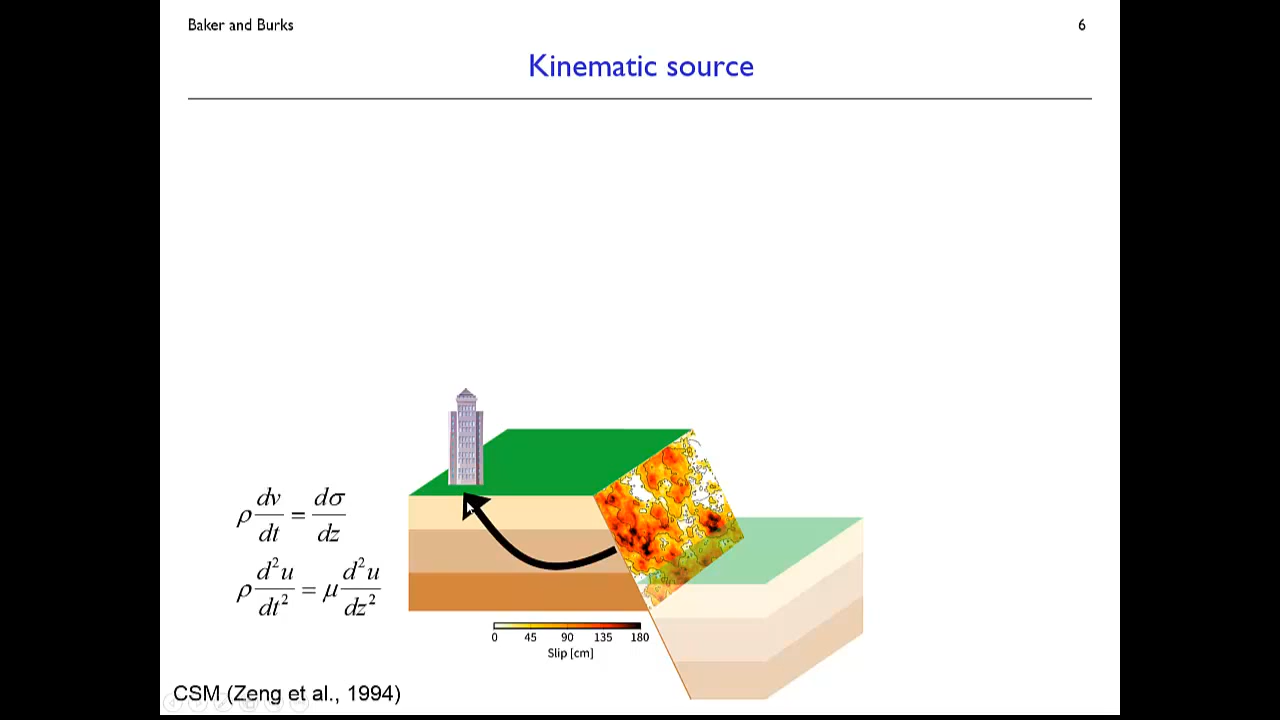 Baker and Burks
6
Kinematic source
ρ dv/dt = dσ/dz
ρ d²u/dt² = μ d²u/dz²
0 45 90 135 180
Slip [cm]
CSM (Zeng et al., 1994)